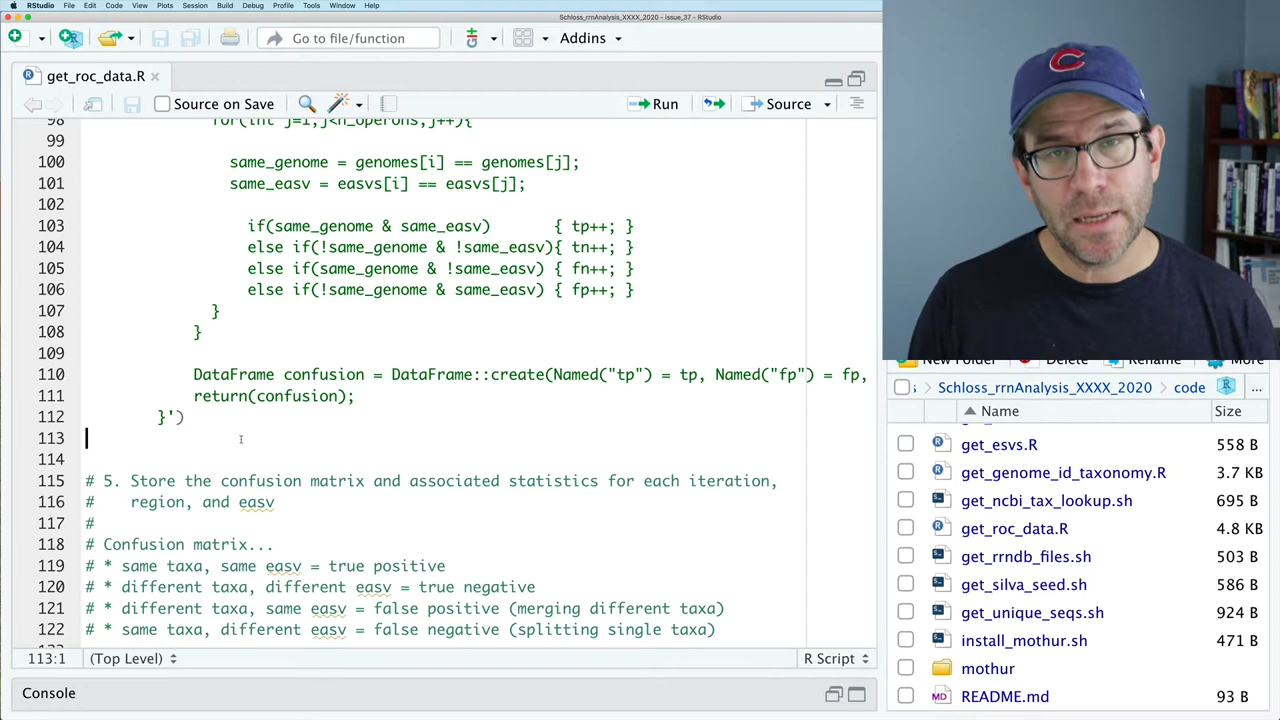 RStudio File Edit Code View Plots Session Build Debug Profile Tools Window Help
Schloss_rrnAnalysis_XXXX_2020 - issue_37 - RStudio
Go to file/function Addins
get_roc_data.R
Source on Save Run Source
98 for(int j=i;j<n_operons;j++){
99
100 same_genome = genomes[i] == genomes[j];
101 same_easv = easvs[i] == easvs[j];
102
103 if(same_genome & same_easv) { tp++; }
104 else if(!same_genome & !same_easv){ tn++; }
105 else if(same_genome & !same_easv) { fn++; }
106 else if(!same_genome & same_easv) { fp++; }
107 }
108 }
109
110 DataFrame confusion = DataFrame::create(Named("tp") = tp, Named("fp") = fp,
111 return(confusion);
112 }')
113
114
115 # 5. Store the confusion matrix and associated statistics for each iteration,
116 # region, and easv
117 #
118 # Confusion matrix...
119 # * same taxa, same easv = true positive
120 # * different taxa, different easv = true negative
121 # * different taxa, same easv = false positive (merging different taxa)
122 # * same taxa, different easv = false negative (splitting single taxa)
113:1 (Top Level) R Script
Console
C
New Folder Delete Rename More
s Schloss_rrnAnalysis_XXXX_2020 code ...
Name Size
get_esvs.R 558 B
get_genome_id_taxonomy.R 3.7 KB
get_ncbi_tax_lookup.sh 695 B
get_roc_data.R 4.8 KB
get_rrndb_files.sh 503 B
get_silva_seed.sh 586 B
get_unique_seqs.sh 924 B
install_mothur.sh 471 B
mothur
README.md 93 B